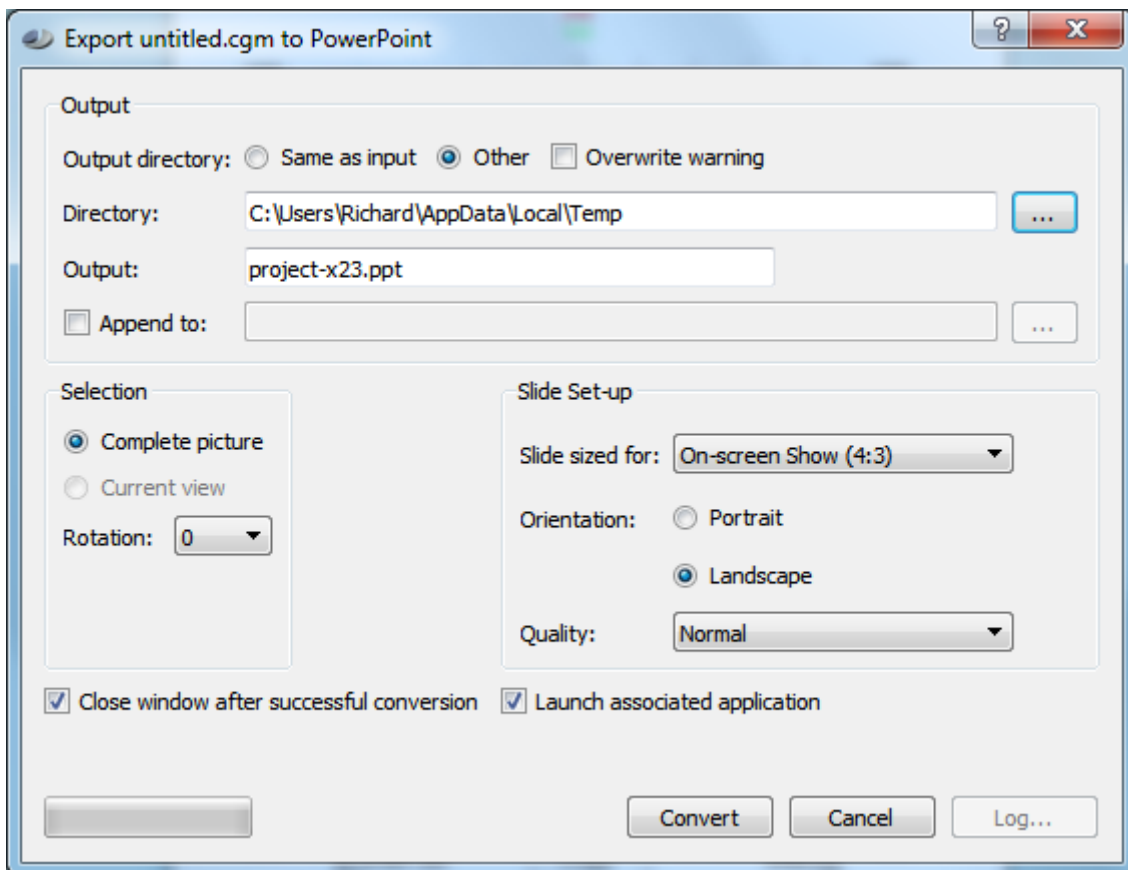 Export untitled.cgm to PowerPoint
?
X
Output
Output directory: Same as input Other Overwrite warning
Directory: C:\Users\Richard\AppData\Local\Temp ...
Output: project-x23.ppt
Append to: ...
Selection
Complete picture
Current view
Rotation: 0
Slide Set-up
Slide sized for: On-screen Show (4:3)
Orientation: Portrait
Landscape
Quality: Normal
Close window after successful conversion Launch associated application
Convert Cancel Log...